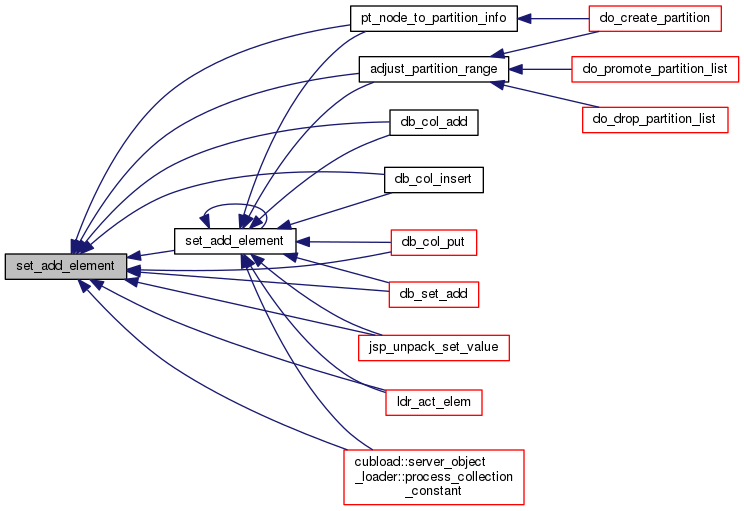 pt_node_to_partition_info
do_create_partition
adjust_partition_range
do_promote_partition_list
do_drop_partition_list
db_col_add
db_col_insert
set_add_element
db_col_put
set_add_element
db_set_add
jsp_unpack_set_value
ldr_act_elem
cubload::server_object
_loader::process_collection
_constant